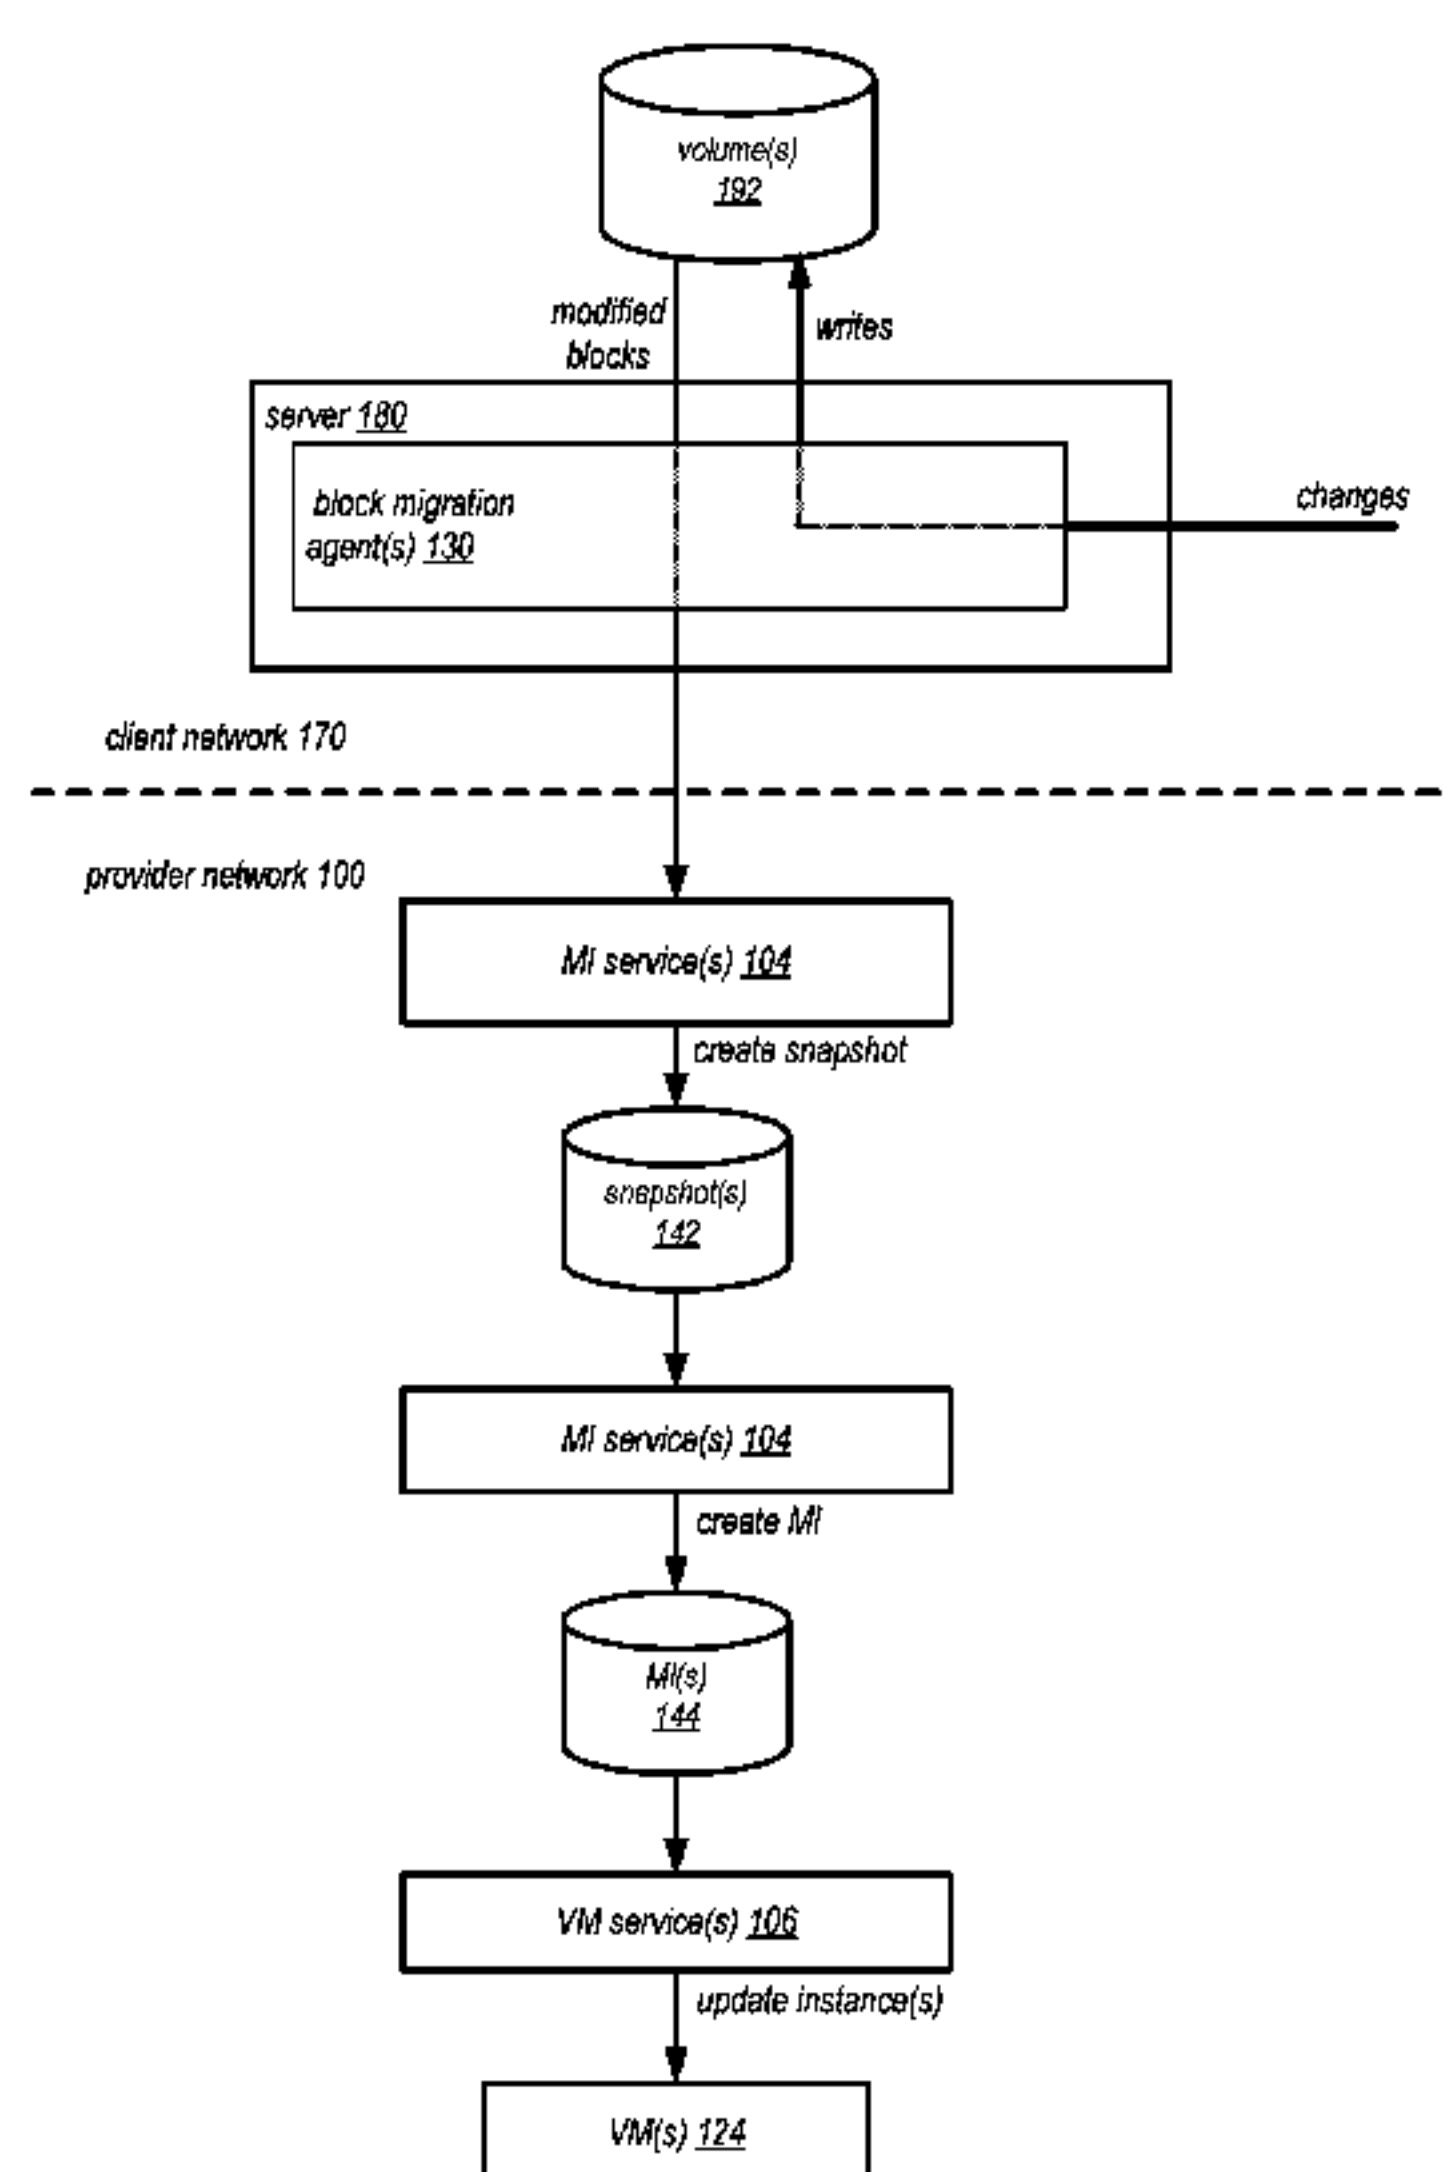 volume(s)
192
modified
blocks
writes
server 180
block migration
agent(s) 130
changes
client network 170
provider network 100
MI service(s) 104
create snapshot
snapshot(s)
142
MI service(s) 104
create MI
MI(s)
144
VM service(s) 106
update instance(s)
VM(s) 124